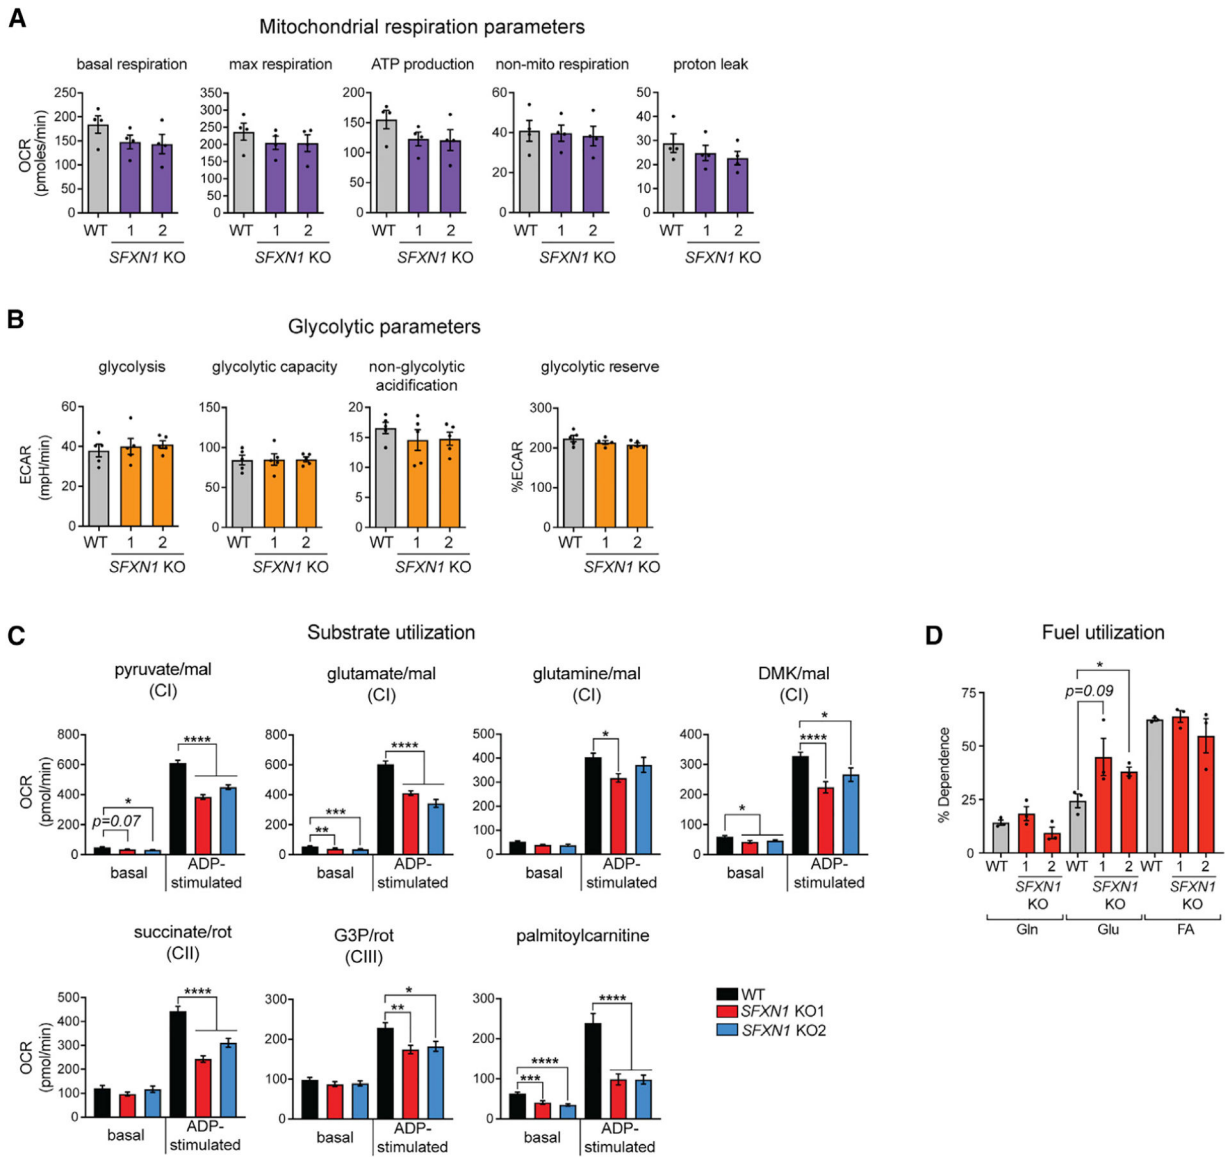 A
Mitochondrial respiration parameters
basal respiration
max respiration
ATP production
non-mito respiration
proton leak
OCR
(pmoles/min)
250
200
150
100
150
50
0
350
300
250
200
150
100
50
0
200
150
100
50
0
60
40
20
0
50
40
30
20
10
0
WT 1 2
WT 1 2
WT 1 2
WT 1 2
WT 1 2
SFXN1 KO
SFXN1 KO
SFXN1 KO
SFXN1 KO
SFXN1 KO
B
Glycolytic parameters
glycolysis
glycolytic capacity
non-glycolytic
acidification
glycolytic reserve
ECAR
(mpH/min)
60
40
20
0
150
100
50
0
20
15
10
5
0
%ECAR
300
200
100
0
WT 1 2
WT 1 2
WT 1 2
WT 1 2
SFXN1 KO
SFXN1 KO
SFXN1 KO
SFXN1 KO
C
Substrate utilization
pyruvate/mal
(CI)
OCR
(pmol/min)
800
600
400
200
0
p=0.07
*
****
basal
ADP-
stimulated
glutamate/mal
(CI)
800
600
400
200
0
**
***
****
basal
ADP-
stimulated
glutamine/mal
(CI)
500
400
300
200
100
0
*
basal
ADP-
stimulated
DMK/mal
(CI)
400
300
200
100
0
*
****
*
basal
ADP-
stimulated
succinate/rot
(CII)
OCR
(pmol/min)
500
400
300
200
100
0
****
basal
ADP-
stimulated
G3P/rot
(CIII)
300
200
100
0
**
*
basal
ADP-
stimulated
palmitoylcarnitine
300
200
100
0
***
****
****
basal
ADP-
stimulated
WT
SFXN1 KO1
SFXN1 KO2
D
Fuel utilization
% Dependence
75
50
25
0
p=0.09
*
WT 1 2 WT 1 2 WT 1 2
SFXN1 SFXN1 SFXN1
KO KO KO
Gln Glu FA